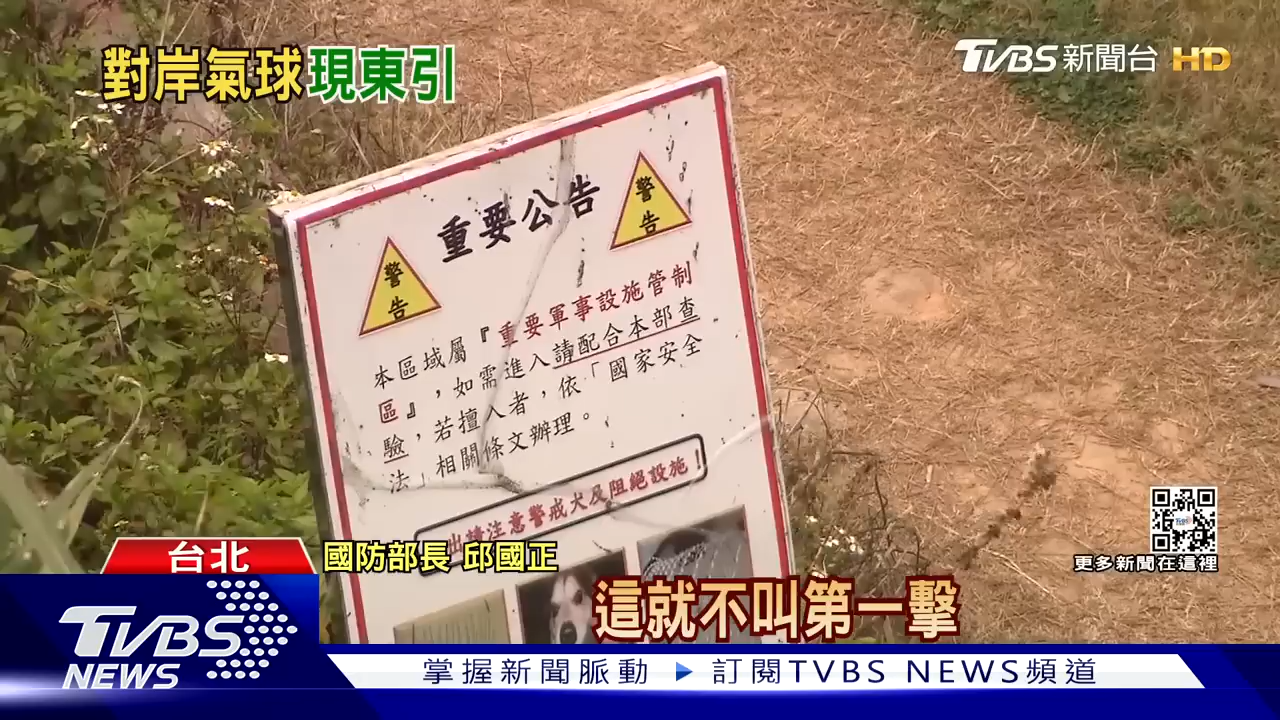 對岸氣球現東引
TVBS新聞台 HD
重要公告
警告
警告
本區域屬『重要軍事設施管制
區』，如需進入請配合本部查
驗，若擅入者，依「國家安全
法」相關條文辦理。
出請注意警戒犬及阻絕設施！
更多新聞在這裡
台北
國防部長 邱國正
這就不叫第一擊
TVBS
NEWS
掌握新聞脈動 訂閱TVBS NEWS頻道